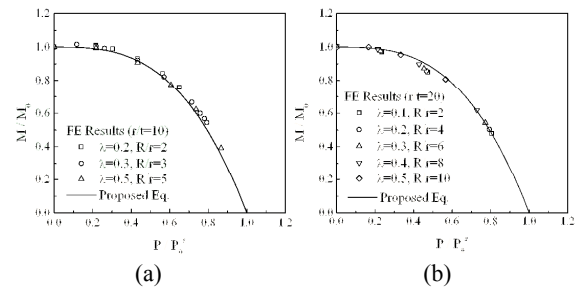 M / M₀
1.2
1.0
0.8
0.6
0.4
0.2
0.0
FE Results (r t=10)
λ=0.2, R r=2
λ=0.3, R r=3
λ=0.5, R r=5
Proposed Eq.
0.0 0.2 0.4 0.6 0.8 1.0 1.2
P P
(a)
M / M₀
1.2
1.0
0.8
0.6
0.4
0.2
0.0
FE Results (r t=20)
λ=0.1, R r=2
λ=0.2, R r=4
λ=0.3, R r=6
λ=0.4, R r=8
λ=0.5, R r=10
Proposed Eq.
0.0 0.2 0.4 0.6 0.8 1.0 1.2
P P
(b)